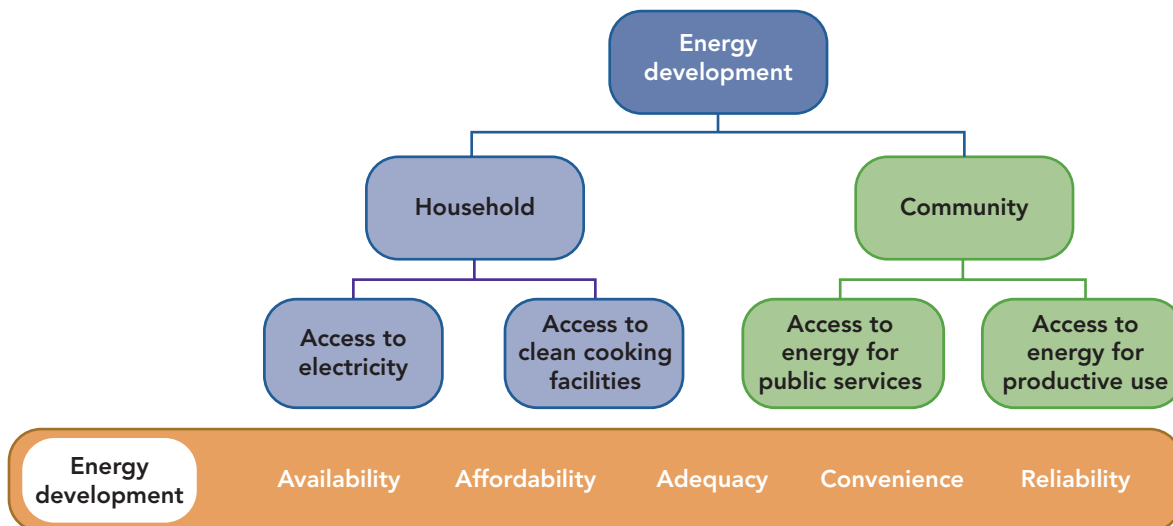 Energy
development
Household
Community
Access to
electricity
Access to
clean cooking
facilities
Access to
energy for
public services
Access to
energy for
productive use
Energy
development
Availability
Affordability
Adequacy
Convenience
Reliability